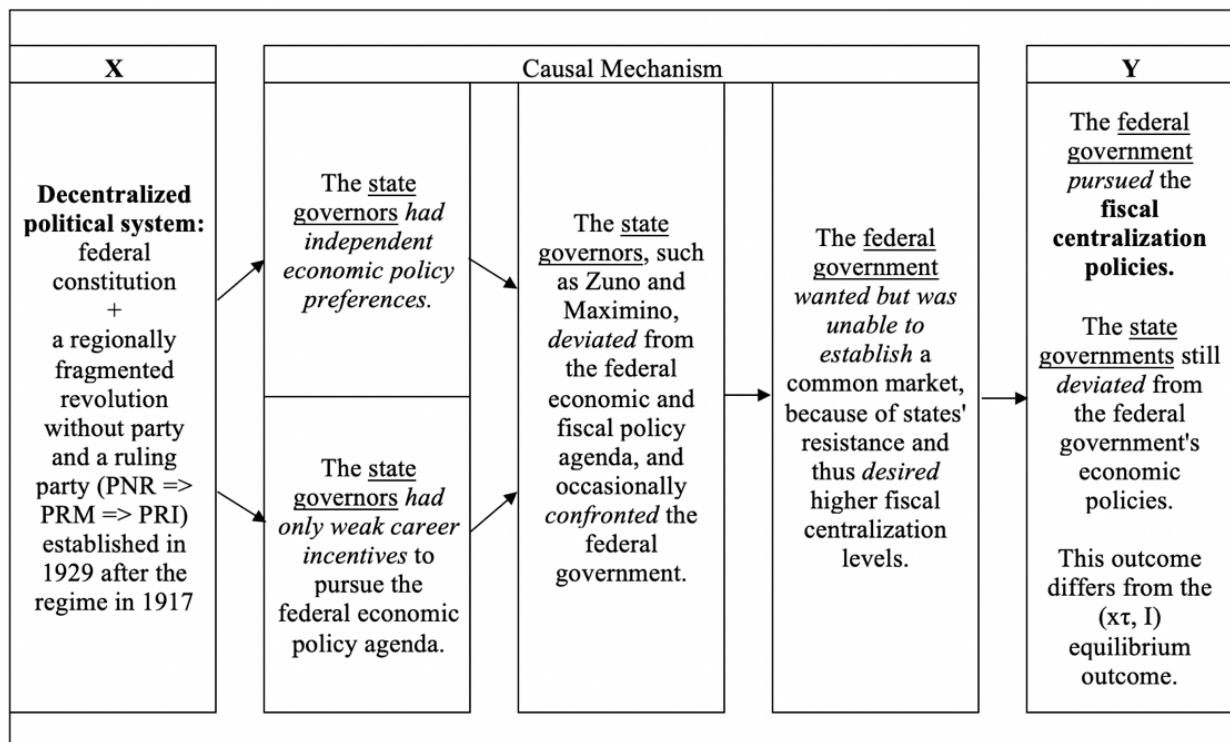 X
Causal Mechanism
Y
Decentralized
political system:
federal
constitution
+
a regionally
fragmented
revolution
without party
and a ruling
party (PNR =>
PRM => PRI)
established in
1929 after the
regime in 1917
The state
governors had
independent
economic policy
preferences.
The state
governors had
only weak career
incentives to
pursue the
federal economic
policy agenda.
The state
governors, such
as Zuno and
Maximino,
deviated from
the federal
economic and
fiscal policy
agenda, and
occasionally
confronted the
federal
government.
The federal
government
wanted but was
unable to
establish a
common market,
because of states'
resistance and
thus desired
higher fiscal
centralization
levels.
The federal
government
pursued the
fiscal
centralization
policies.
The state
governments still
deviated from
the federal
government's
economic
policies.
This outcome
differs from the
(xτ, I)
equilibrium
outcome.